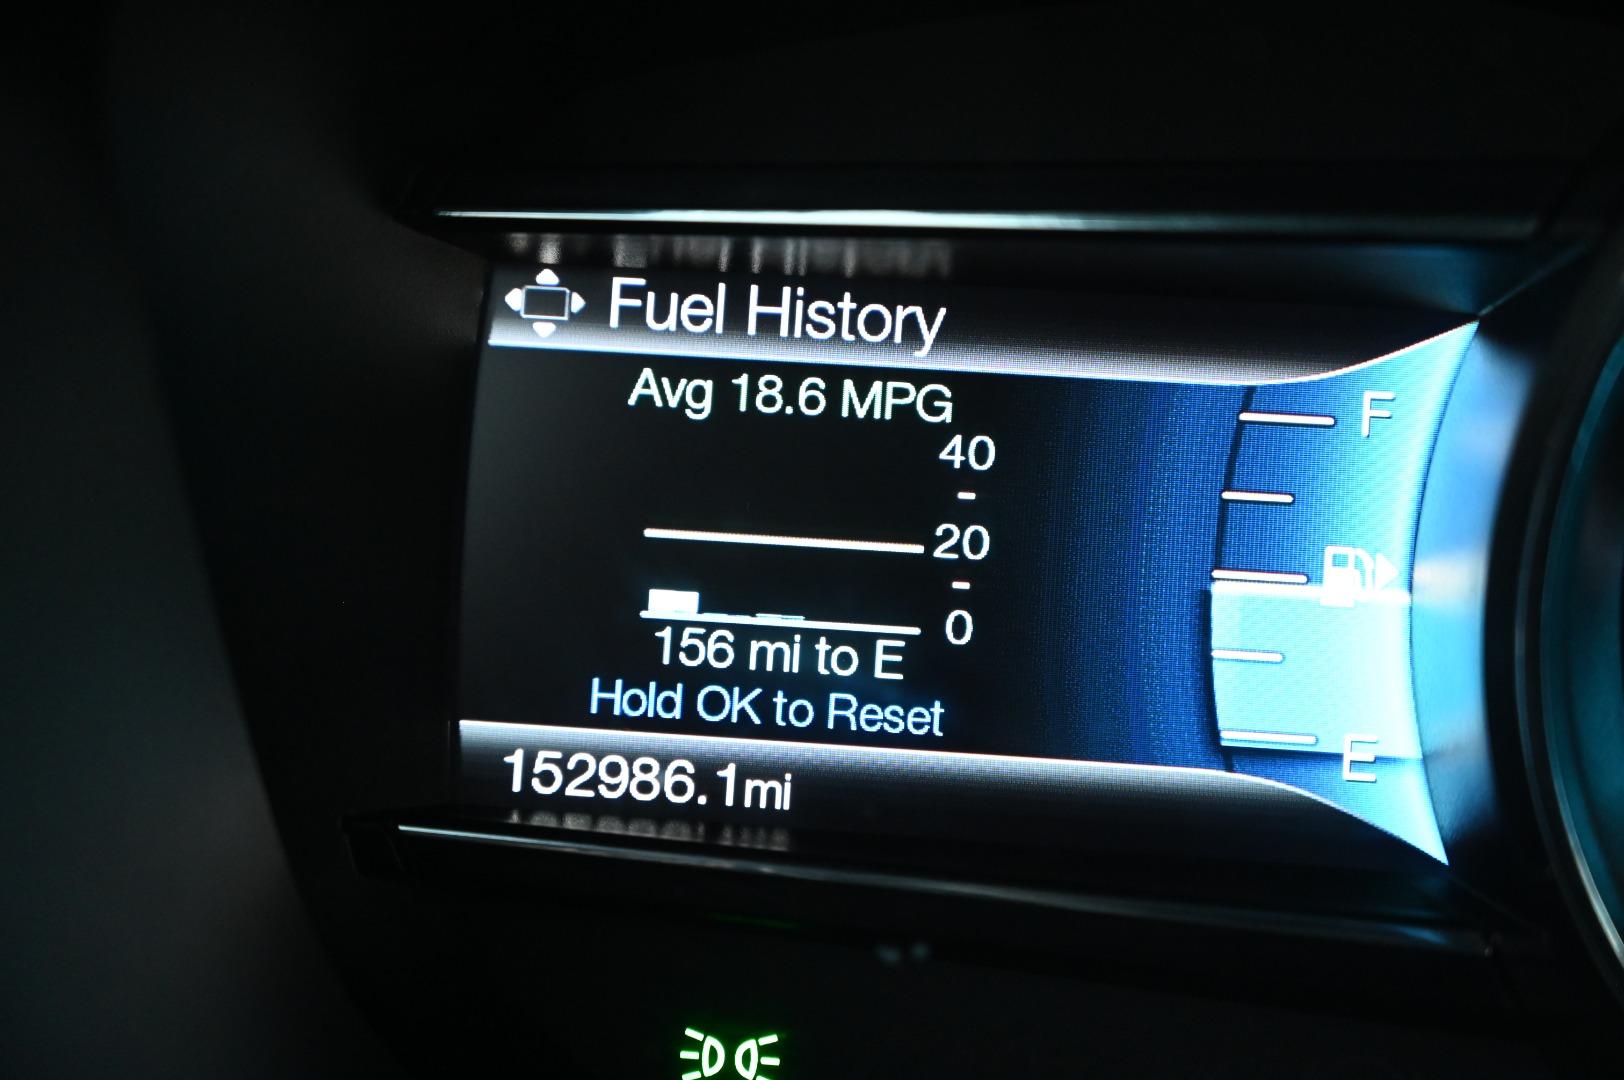 Fuel History
Avg 18.6 MPG
40
-
20
-
0
156 mi to E
Hold OK to Reset
152986.1mi
F
E